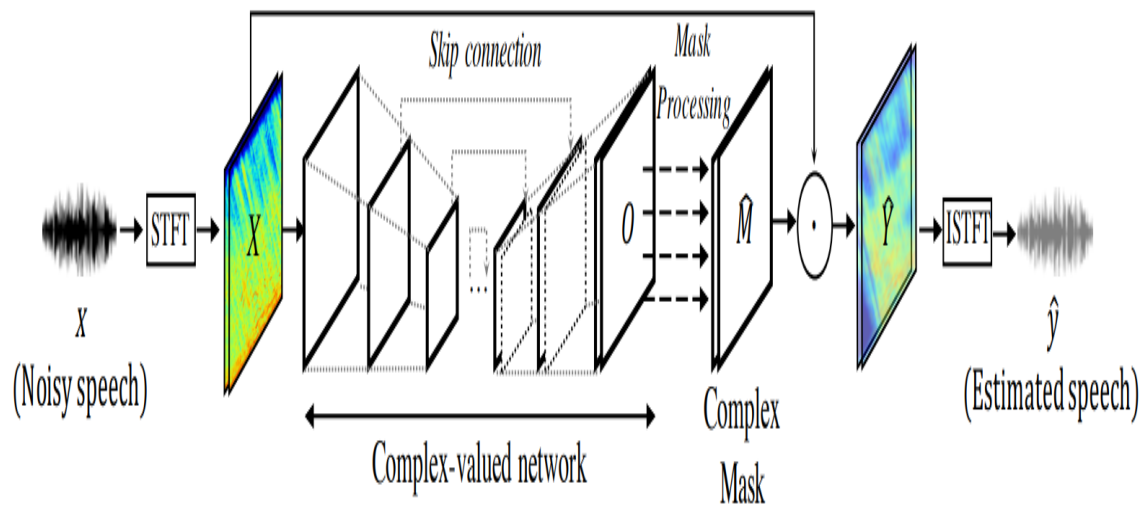 Skip connection
Mask
Processing
STFT
X
...
O
M̂
·
Ŷ
ISTFT
x
(Noisy speech)
ŷ
(Estimated speech)
Complex-valued network
Complex
Mask